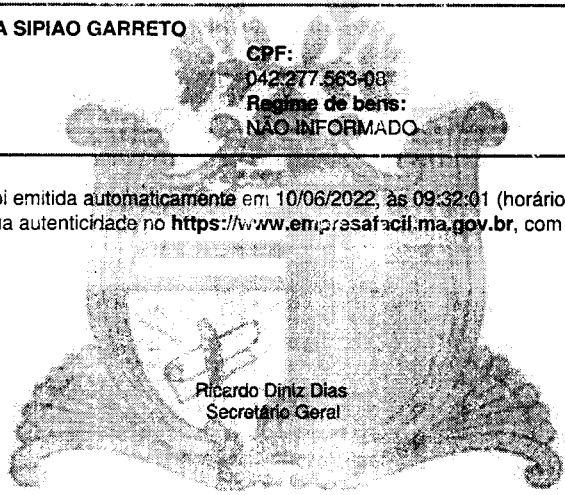 A SIPIAO GARRETO
CPF:
042.277.563-08
Regime de bens:
NÃO INFORMADO
oi emitida automaticamente em 10/06/2022, às 09:32:01 (horário
ua autenticidade no https://www.empresafacil.ma.gov.br, com
Ricardo Diniz Dias
Secretário Geral